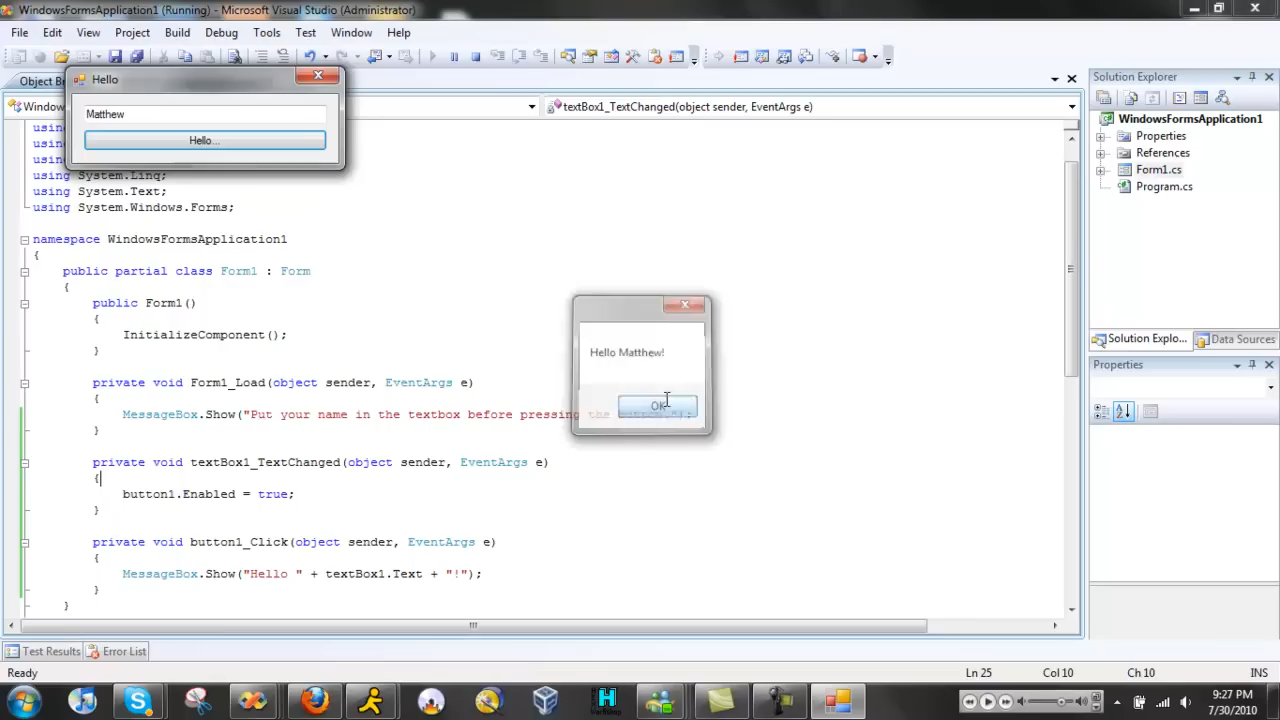 WindowsFormsApplication1 (Running) - Microsoft Visual Studio (Administrator)
File Edit View Project Build Debug Tools Test Window Help
Hello
Matthew
Hello...
textBox1_TextChanged(object sender, EventArgs e)
using System.Linq;
using System.Text;
using System.Windows.Forms;
namespace WindowsFormsApplication1
{
public partial class Form1 : Form
{
public Form1()
{
InitializeComponent();
}
private void Form1_Load(object sender, EventArgs e)
{
MessageBox.Show("Put your name in the textbox before pressing the
}
private void textBox1_TextChanged(object sender, EventArgs e)
{
button1.Enabled = true;
}
private void button1_Click(object sender, EventArgs e)
{
MessageBox.Show("Hello " + textBox1.Text + "!");
}
}
Hello Matthew!
OK
Solution Explorer
WindowsFormsApplication1
Properties
References
Form1.cs
Program.cs
Solution Explo... Data Sources
Properties
Test Results Error List
Ready Ln 25 Col 10 Ch 10 INS
9:27 PM
7/30/2010